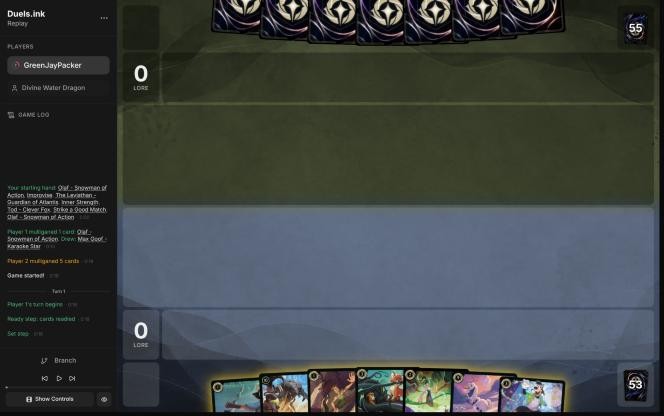 Duels.ink
Replay
PLAYERS
GreenJayPacker
Divine Water Dragon
GAME LOG
Your starting hand: Olaf - Snowman of
Action, Improvise, The Leviathan -
Guardian of Atlantis, Inner Strength,
Tod - Clever Fox, Strike a Good Match,
Olaf - Snowman of Action
Player 1 mulliganed 1 card: Olaf -
Snowman of Action. Drew: Max Goof -
Karaoke Star
Player 2 mulliganed 5 cards
Game started!
Turn 1
Player 1's turn begins
Ready step: cards readied
Set step
Branch
Show Controls
55
0
LORE
0
LORE
53